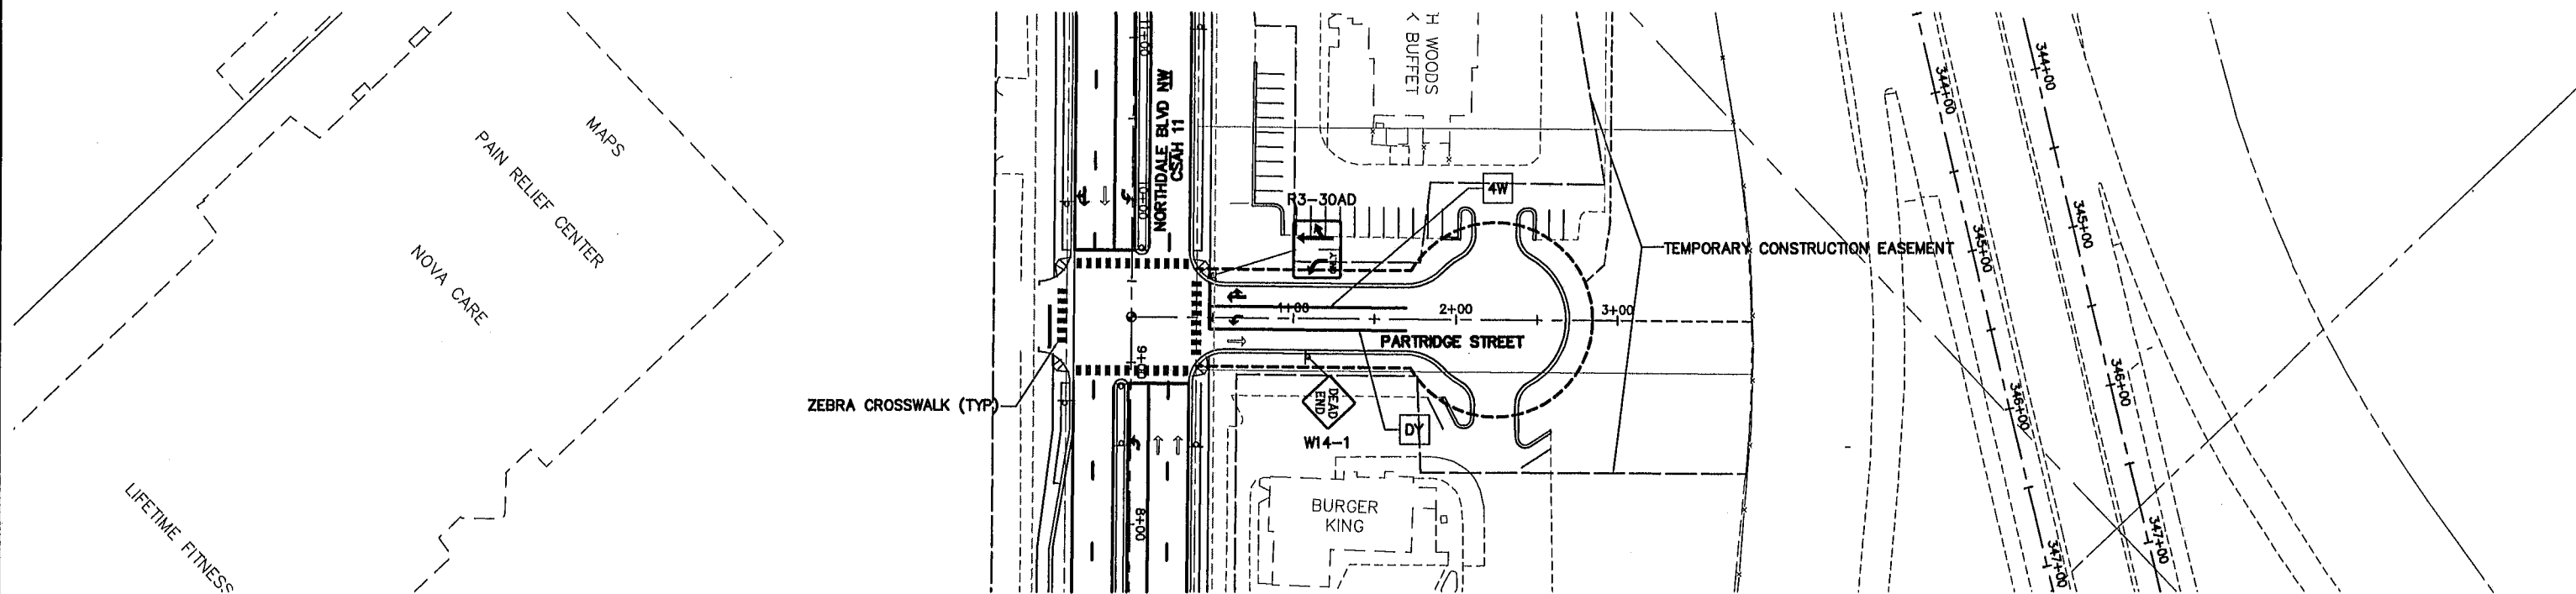 MAPS
PAIN RELIEF CENTER
NOVA CARE
LIFETIME FITNESS
11+00
10+00
NORTHDALE BLVD NW
CSAH 11
WOODS
BUFFET
R3-30AD
ONLY
4W
TEMPORARY CONSTRUCTION EASEMENT
1+00
2+00
3+00
PARTRIDGE STREET
9+00
8+00
ZEBRA CROSSWALK (TYP)
DEAD
END
W14-1
DY
BURGER
KING
344+00
345+00
346+00
347+00
344+00
345+00
346+00
347+00